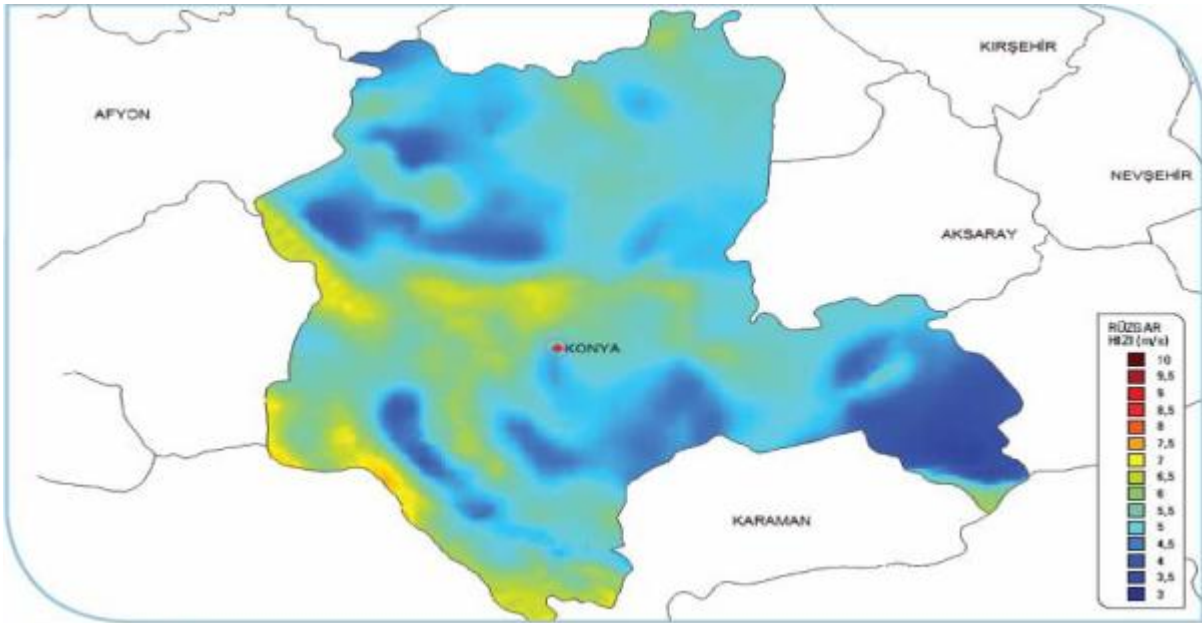 KIRŞEHİR
AFYON
NEVŞEHİR
AKSARAY
KONYA
KARAMAN
RÜZGAR
HIZI (m/s)
10
9,5
9
8,5
8
7,5
7
6,5
6
5,5
5
4,5
4
3,5
3